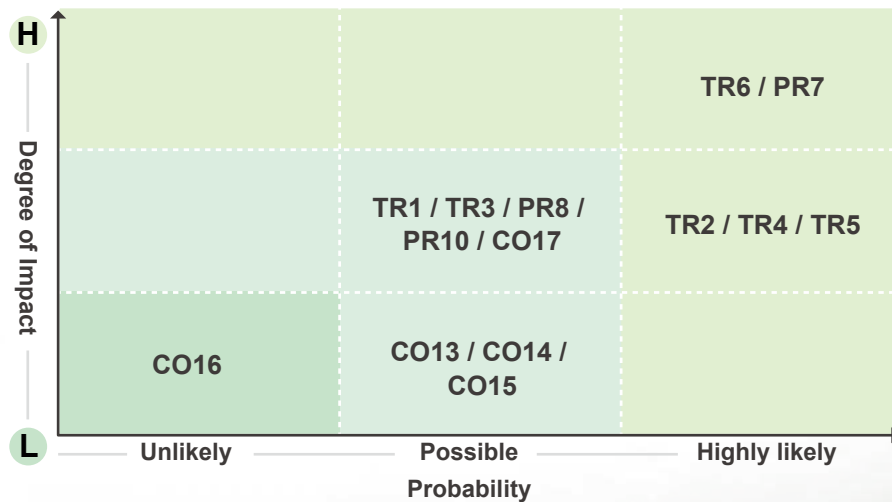 H
TR6 / PR7
Degree of Impact
TR1 / TR3 / PR8 /
PR10 / CO17
TR2 / TR4 / TR5
CO16
CO13 / CO14 /
CO15
L
Unlikely
Possible
Highly likely
Probability